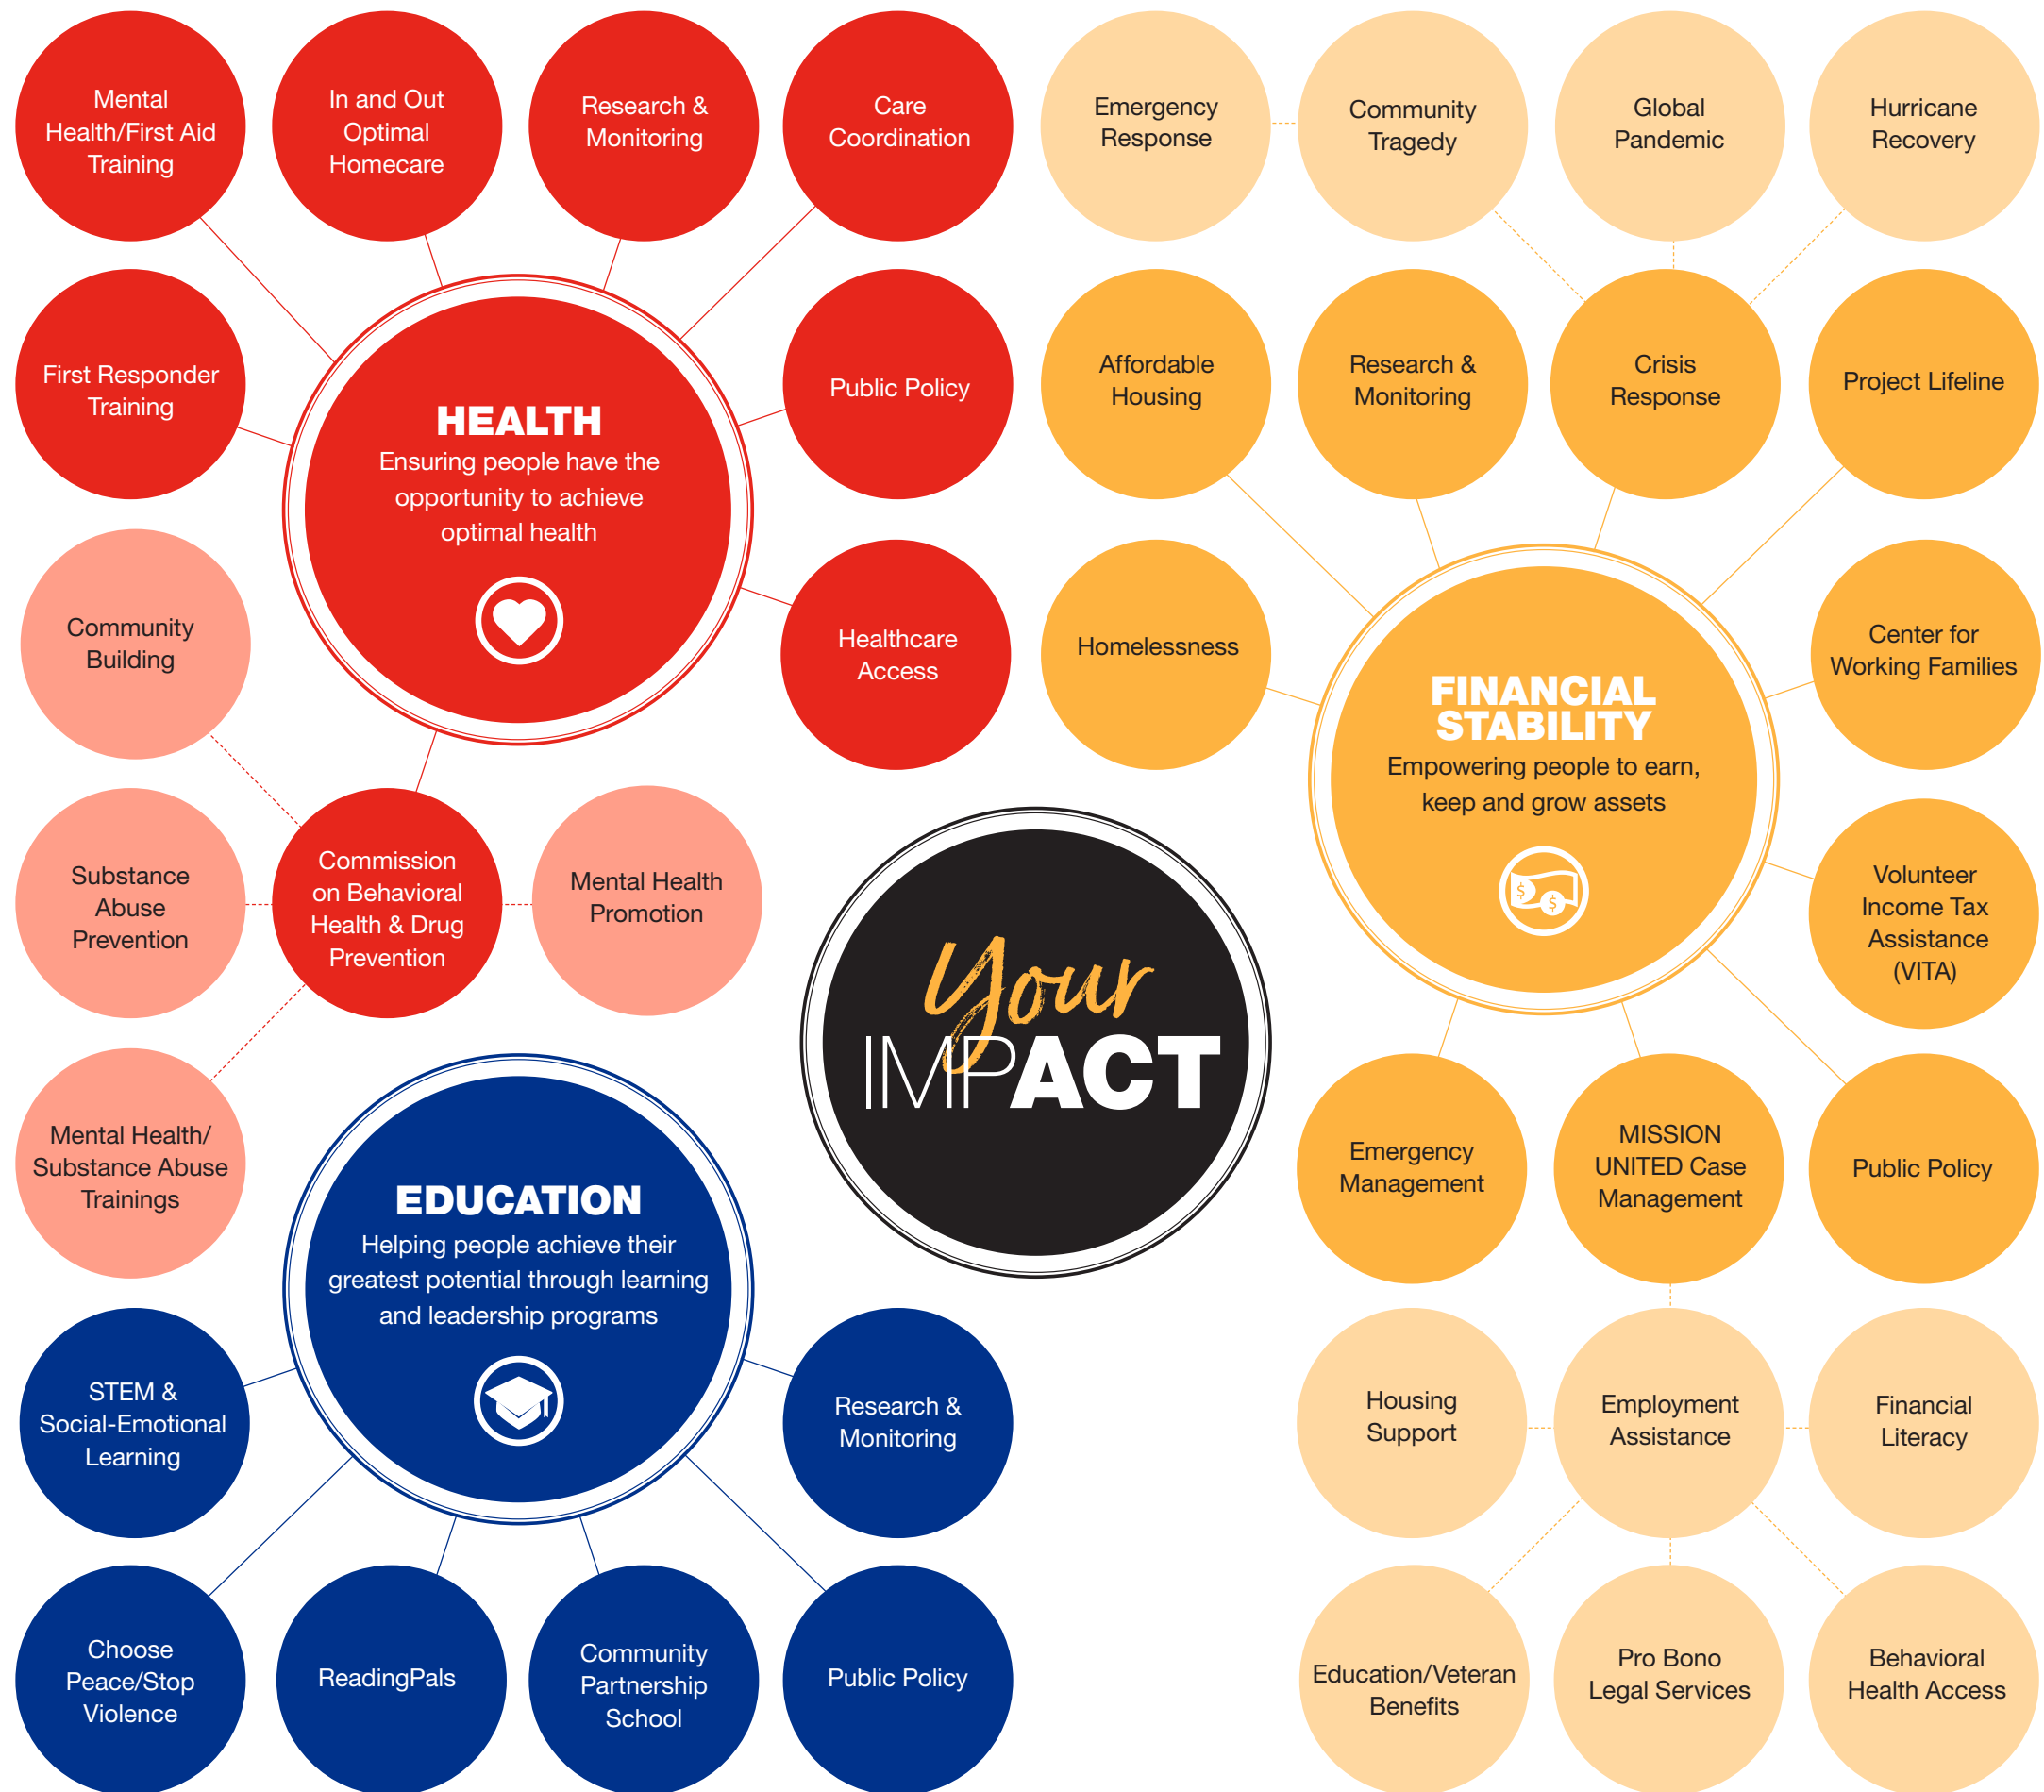 Mental
Health/First Aid
Training
In and Out
Optimal
Homecare
Research &
Monitoring
Care
Coordination
First Responder
Training
HEALTH
Ensuring people have the
opportunity to achieve
optimal health
Public Policy
Healthcare
Access
Community
Building
Substance
Abuse
Prevention
Commission
on Behavioral
Health & Drug
Prevention
Mental Health
Promotion
Mental Health/
Substance Abuse
Trainings
Emergency
Response
Community
Tragedy
Global
Pandemic
Hurricane
Recovery
Affordable
Housing
Research &
Monitoring
Crisis
Response
Project Lifeline
Homelessness
FINANCIAL
STABILITY
Empowering people to earn,
keep and grow assets
$
$
Center for
Working Families
Volunteer
Income Tax
Assistance
(VITA)
Emergency
Management
MISSION
UNITED Case
Management
Public Policy
Housing
Support
Employment
Assistance
Financial
Literacy
Education/Veteran
Benefits
Pro Bono
Legal Services
Behavioral
Health Access
Your
IMPACT
EDUCATION
Helping people achieve their
greatest potential through learning
and leadership programs
STEM &
Social-Emotional
Learning
Research &
Monitoring
Choose
Peace/Stop
Violence
ReadingPals
Community
Partnership
School
Public Policy